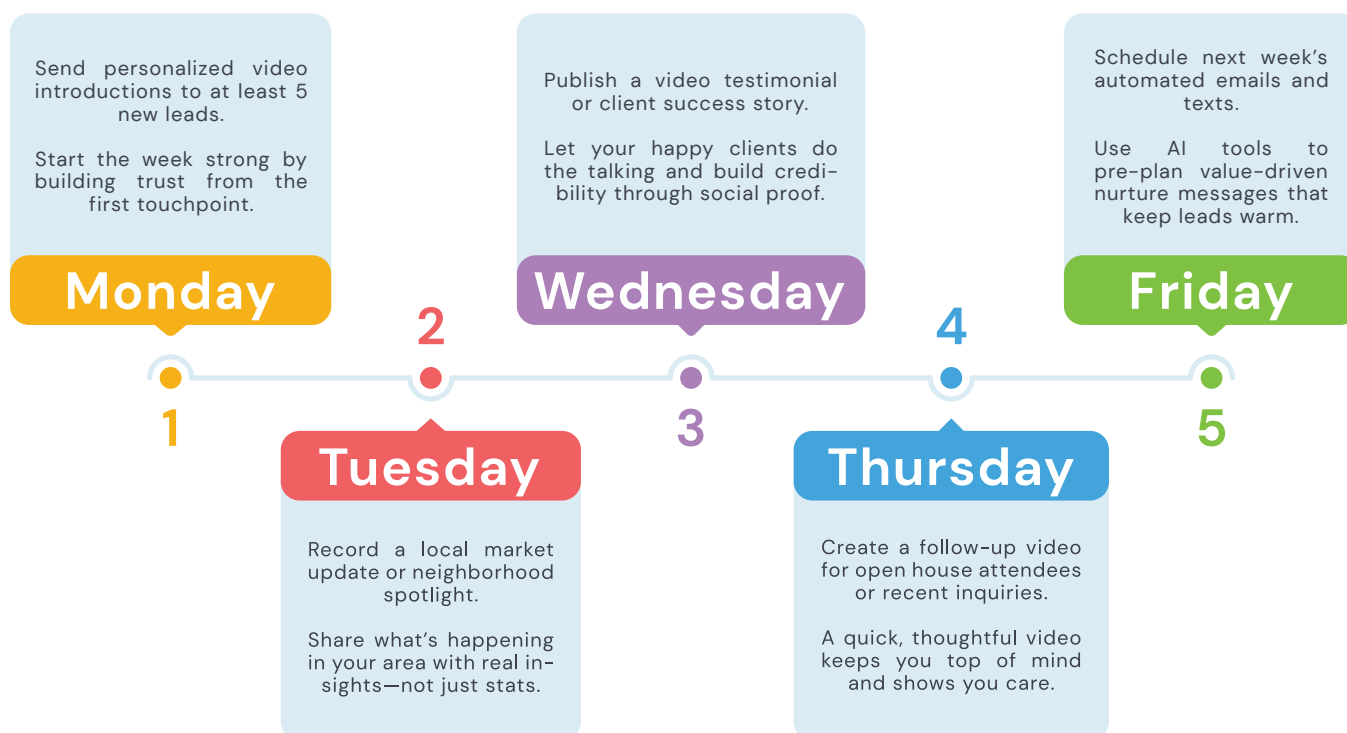 Send personalized video
introductions to at least 5
new leads.
Start the week strong by
building trust from the
first touchpoint.
Monday
1
2
Tuesday
Record a local market
update or neighborhood
spotlight.
Share what's happening
in your area with real in-
sights—not just stats.
Publish a video testimonial
or client success story.
Let your happy clients do
the talking and build credi-
bility through social proof.
Wednesday
3
4
Thursday
Create a follow-up video
for open house attendees
or recent inquiries.
A quick, thoughtful video
keeps you top of mind
and shows you care.
Schedule next week's
automated emails and
texts.
Use AI tools to
pre-plan value-driven
nurture messages that
keep leads warm.
Friday
5